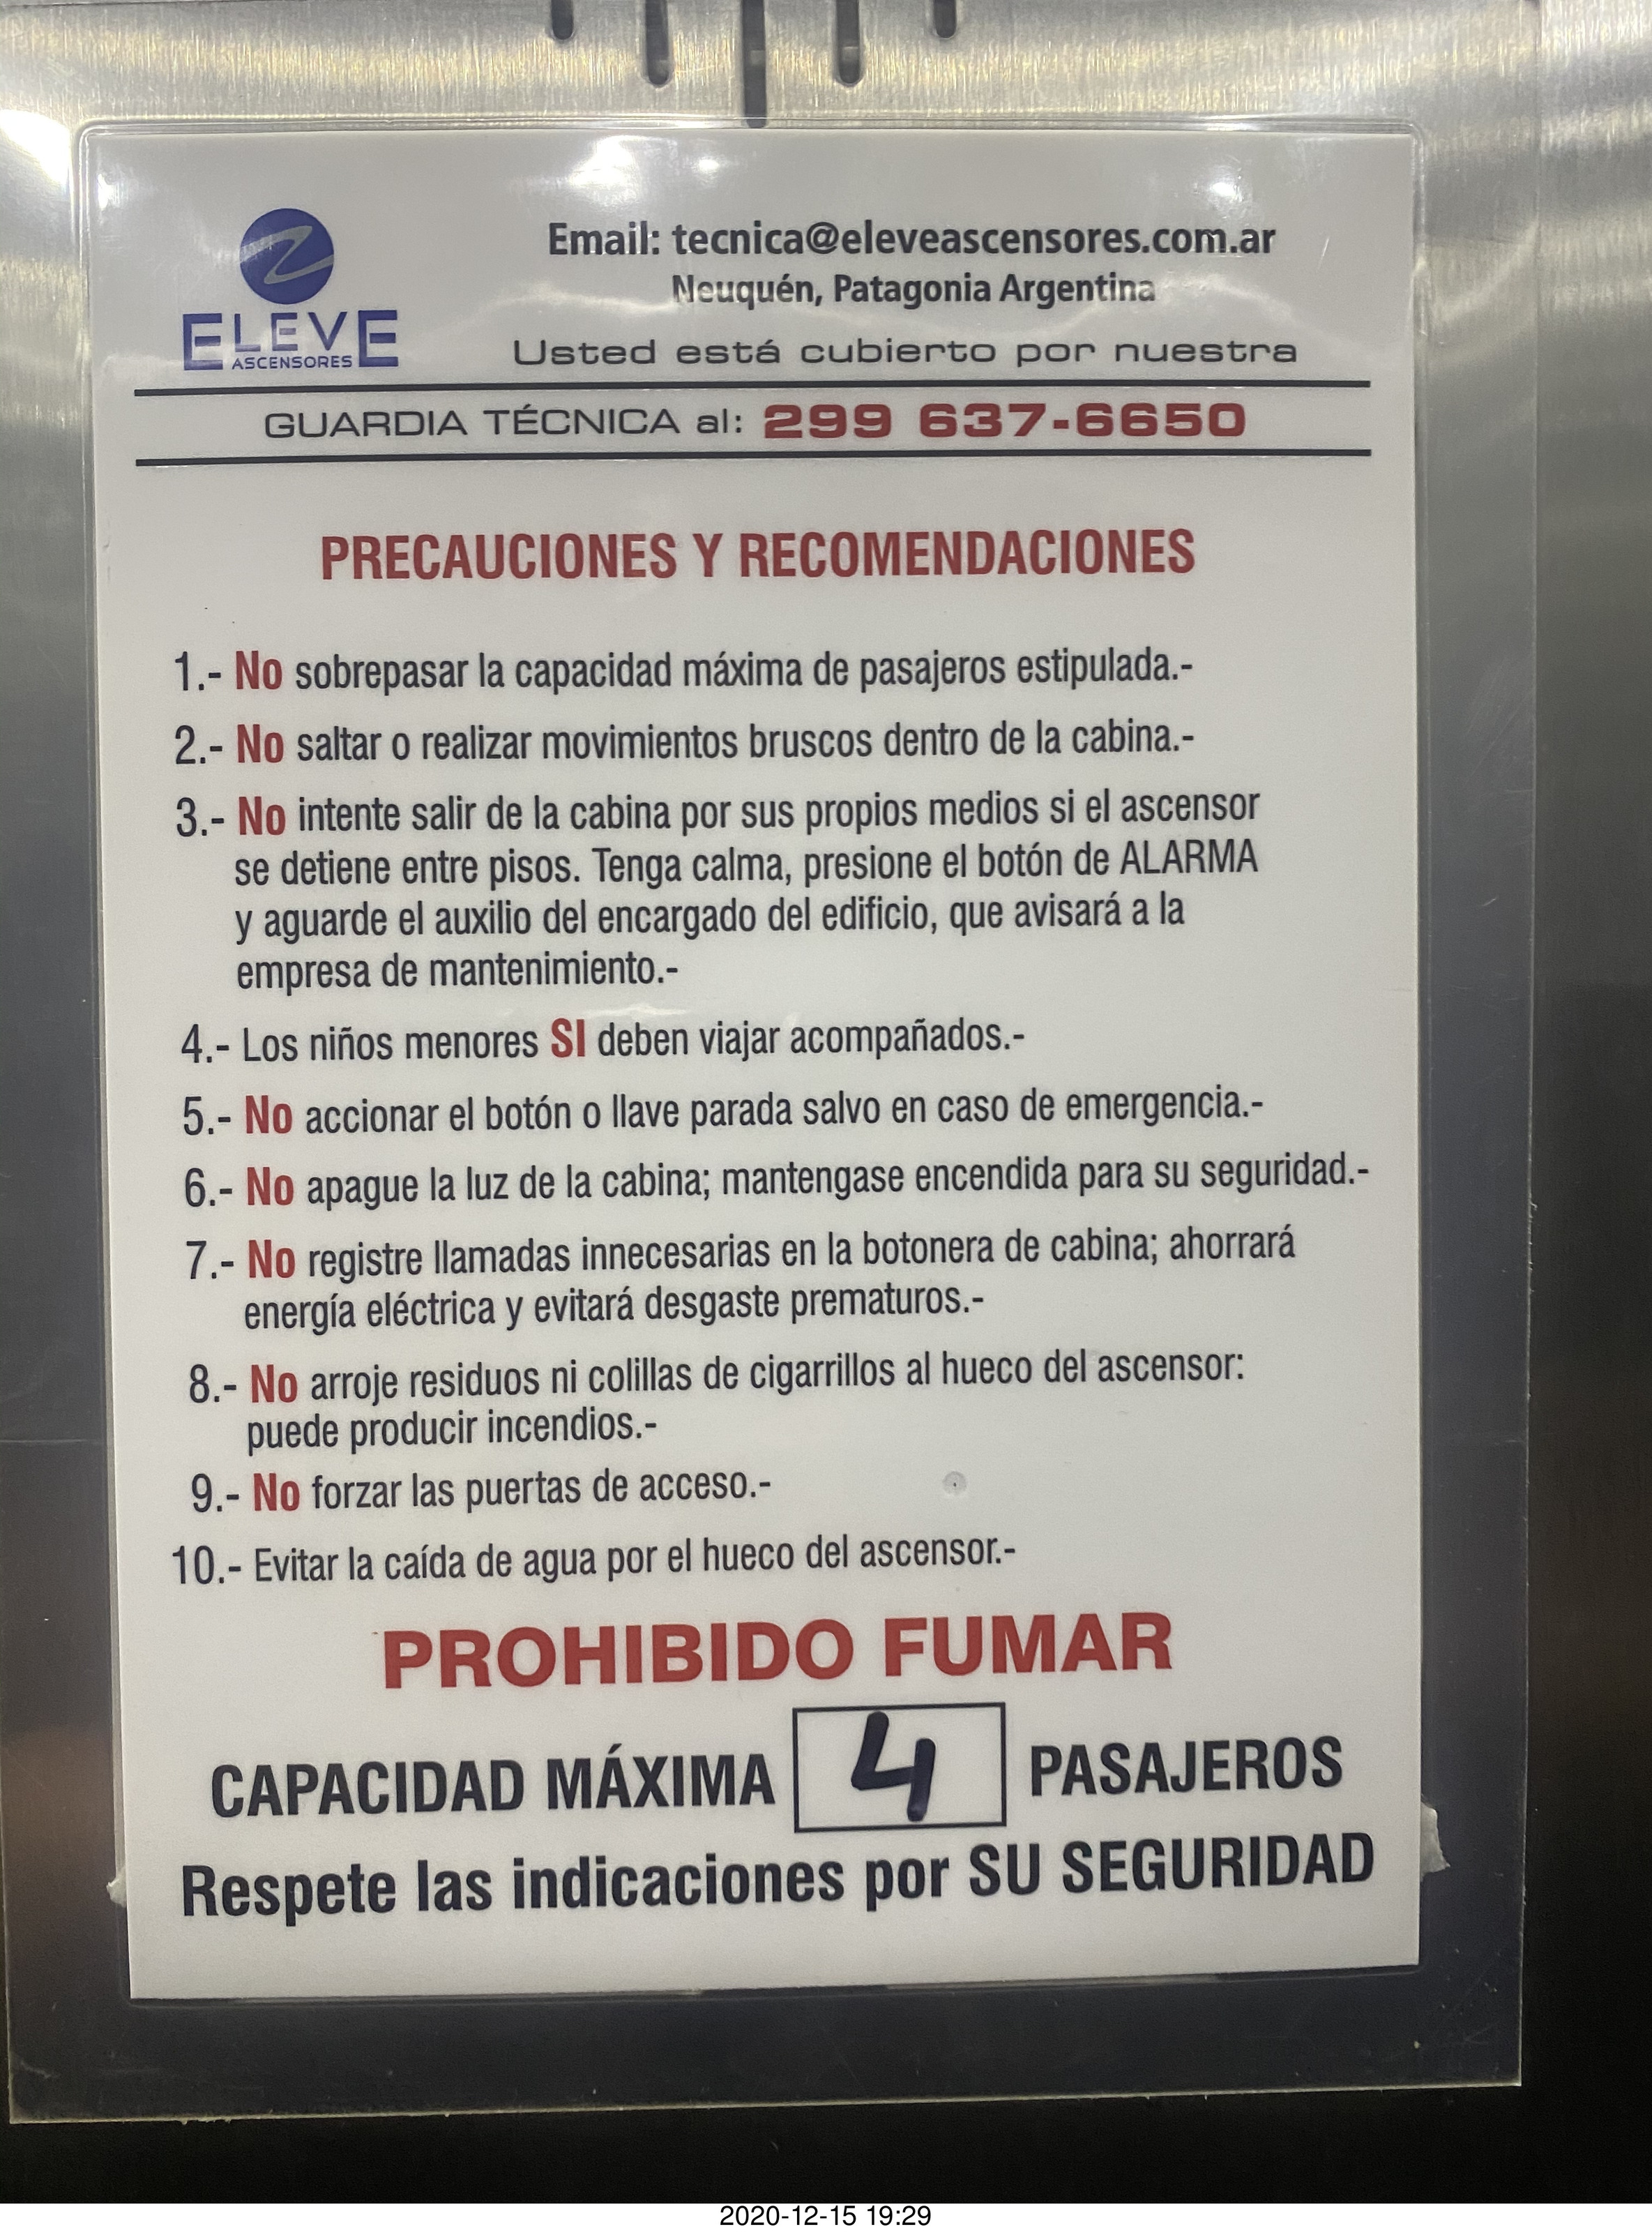 ELEVE
ASCENSORES
Email: tecnica@eleveascensores.com.ar
Neuquén, Patagonia Argentina
Usted está cubierto por nuestra
GUARDIA TÉCNICA al: 299 637-6650
PRECAUCIONES Y RECOMENDACIONES
1.- No sobrepasar la capacidad máxima de pasajeros estipulada.-
2.- No saltar o realizar movimientos bruscos dentro de la cabina.-
3.- No intente salir de la cabina por sus propios medios si el ascensor
se detiene entre pisos. Tenga calma, presione el botón de ALARMA
y aguarde el auxilio del encargado del edificio, que avisará a la
empresa de mantenimiento.-
4.- Los niños menores SI deben viajar acompañados.-
5.- No accionar el botón o llave parada salvo en caso de emergencia.-
6.- No apague la luz de la cabina; mantengase encendida para su seguridad.-
7.- No registre llamadas innecesarias en la botonera de cabina; ahorrará
energía eléctrica y evitará desgaste prematuros.-
8.- No arroje residuos ni colillas de cigarrillos al hueco del ascensor:
puede producir incendios.-
9.- No forzar las puertas de acceso.-
10.- Evitar la caída de agua por el hueco del ascensor.-
PROHIBIDO FUMAR
CAPACIDAD MÁXIMA 4 PASAJEROS
Respete las indicaciones por SU SEGURIDAD
2020-12-15 19:29